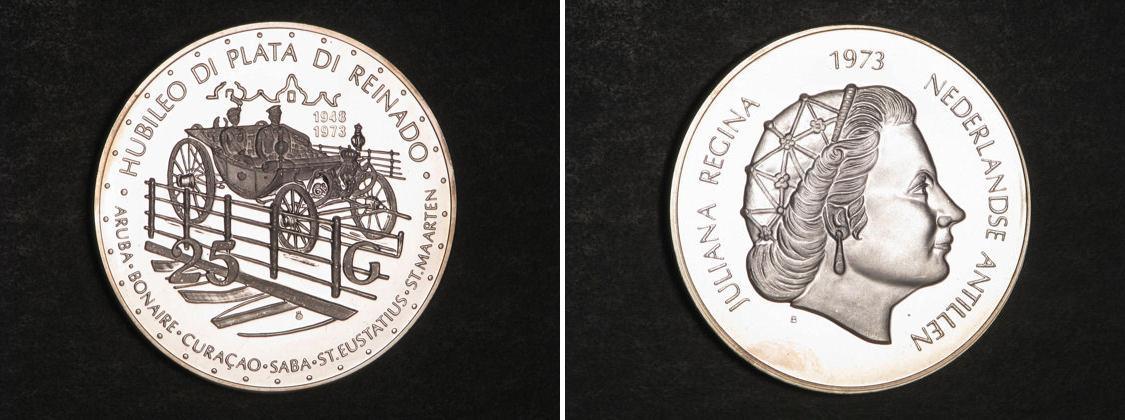 HUBILEO DI PLATA DI REINADO
1948
1973
25 G
ARUBA · BONAIRE · CURAÇAO · SABA · ST.EUSTATIUS · ST.MAARTEN
1973
JULIANA REGINA
NEDERLANDSE ANTILLEN
B